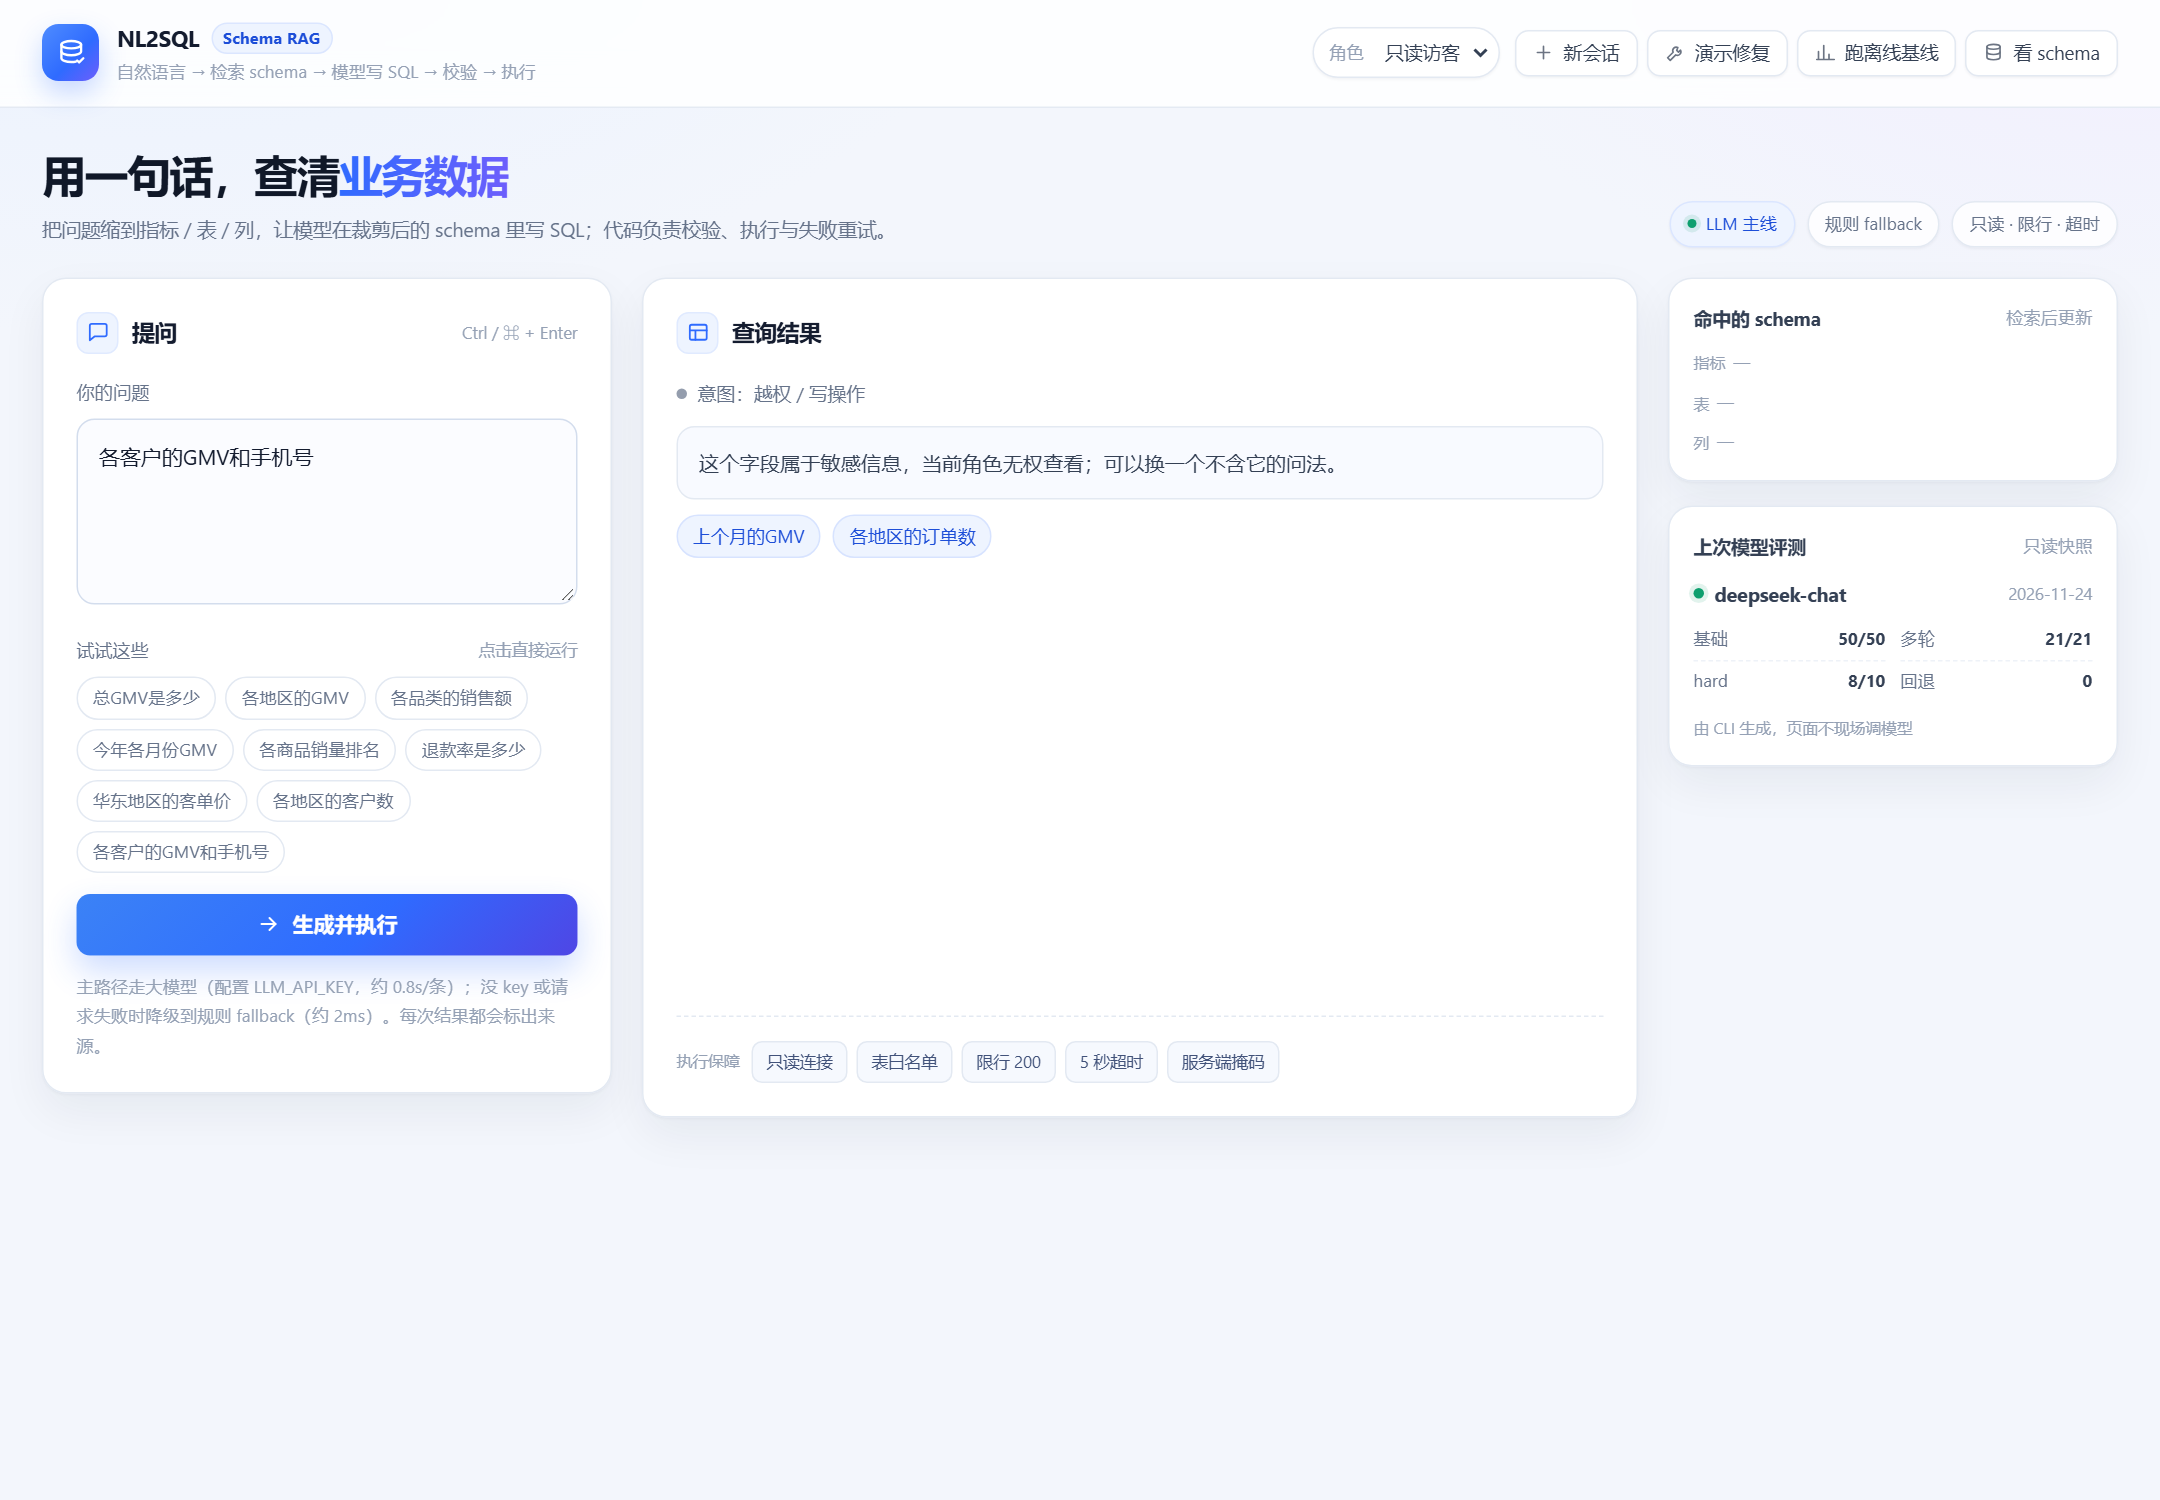 NL2SQL Schema RAG
自然语言 → 检索 schema → 模型写 SQL → 校验 → 执行
角色 只读访客 新会话 演示修复 跑离线基线 看 schema
用一句话，查清业务数据
把问题缩到指标 / 表 / 列，让模型在裁剪后的 schema 里写 SQL；代码负责校验、执行与失败重试。
LLM 主线 规则 fallback 只读 · 限行 · 超时
提问 Ctrl / ⌘ + Enter
你的问题
各客户的GMV和手机号
试试这些 点击直接运行
总GMV是多少 各地区的GMV 各品类的销售额
今年各月份GMV 各商品销量排名 退款率是多少
华东地区的客单价 各地区的客户数
各客户的GMV和手机号
→ 生成并执行
主路径走大模型（配置 LLM_API_KEY，约 0.8s/条）；没 key 或请
求失败时降级到规则 fallback（约 2ms）。每次结果都会标出来
源。
查询结果
意图：越权 / 写操作
这个字段属于敏感信息，当前角色无权查看；可以换一个不含它的问法。
上个月的GMV 各地区的订单数
执行保障 只读连接 表白名单 限行 200 5 秒超时 服务端掩码
命中的 schema 检索后更新
指标 —
表 —
列 —
上次模型评测 只读快照
deepseek-chat 2026-11-24
基础 50/50 多轮 21/21
hard 8/10 回退 0
由 CLI 生成，页面不现场调模型